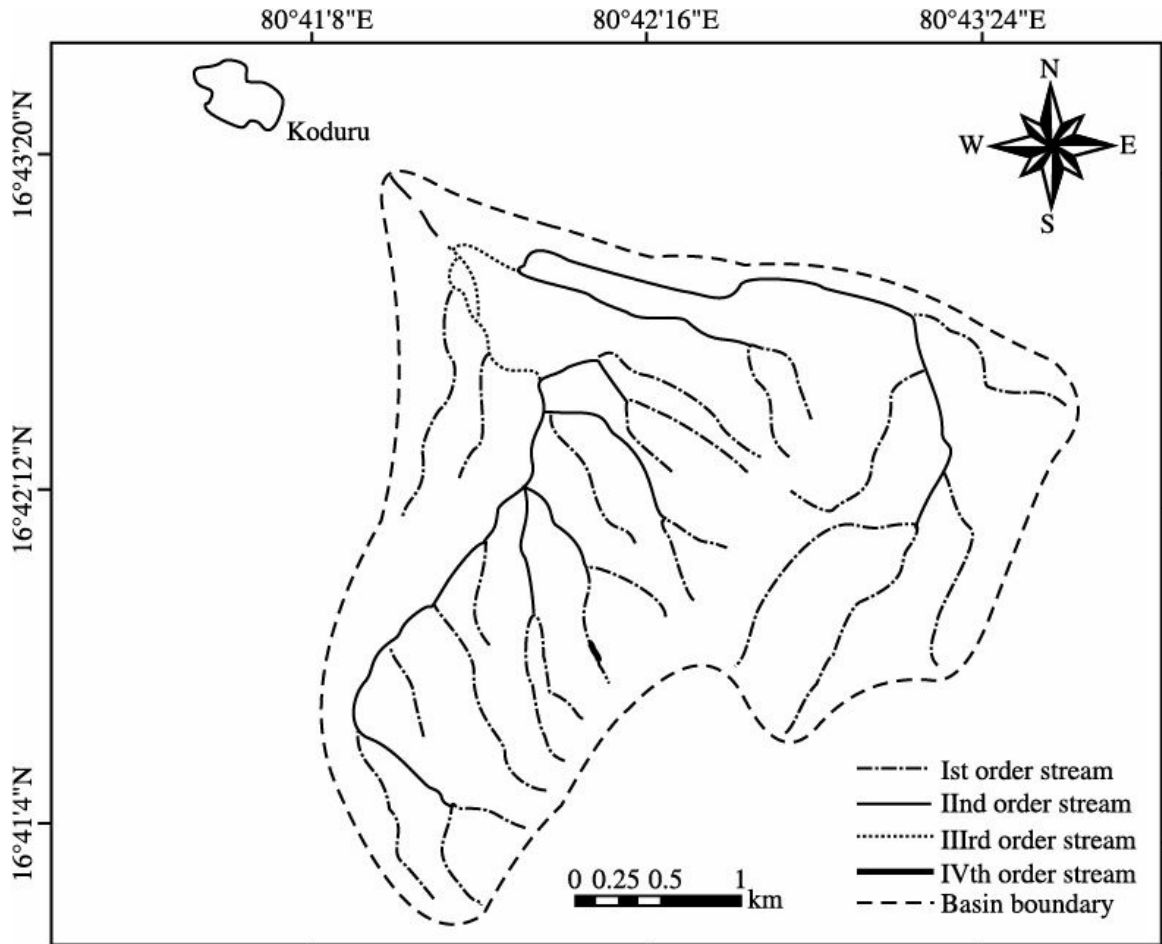 80°41'8"E 80°42'16"E 80°43'24"E
16°43'20"N
16°42'12"N
16°41'4"N
Koduru
N
W E
S
Ist order stream
IInd order stream
IIIrd order stream
IVth order stream
Basin boundary
0 0.25 0.5 1
km